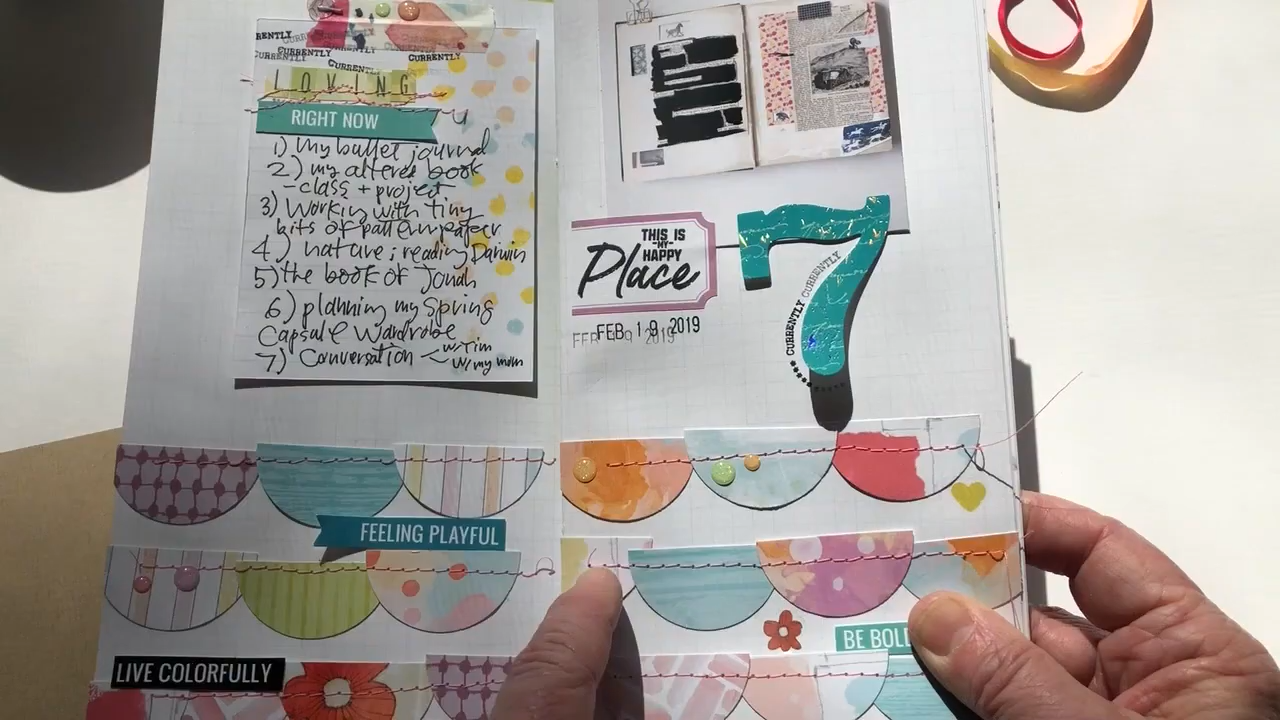 CURRENTLY
CURRENTLY
CURRENTLY
CURRENTLY
CURRENTLY
LOVING
RIGHT NOW
1) my bullet journal
2) my altered book
- class + project
3) Working with tiny
bits of patternpaper
4) nature; reading Darwin
5) the book of Jonah
6) planning my Spring
Capsule Wardrobe
7) Conversation < w/Tim
w/my mom
THIS IS
-MY-
HAPPY
Place
FEB 19 2019
FEB 19 2019
7
CURRENTLY CURRENTLY
FEELING PLAYFUL
BE BOLD
LIVE COLORFULLY